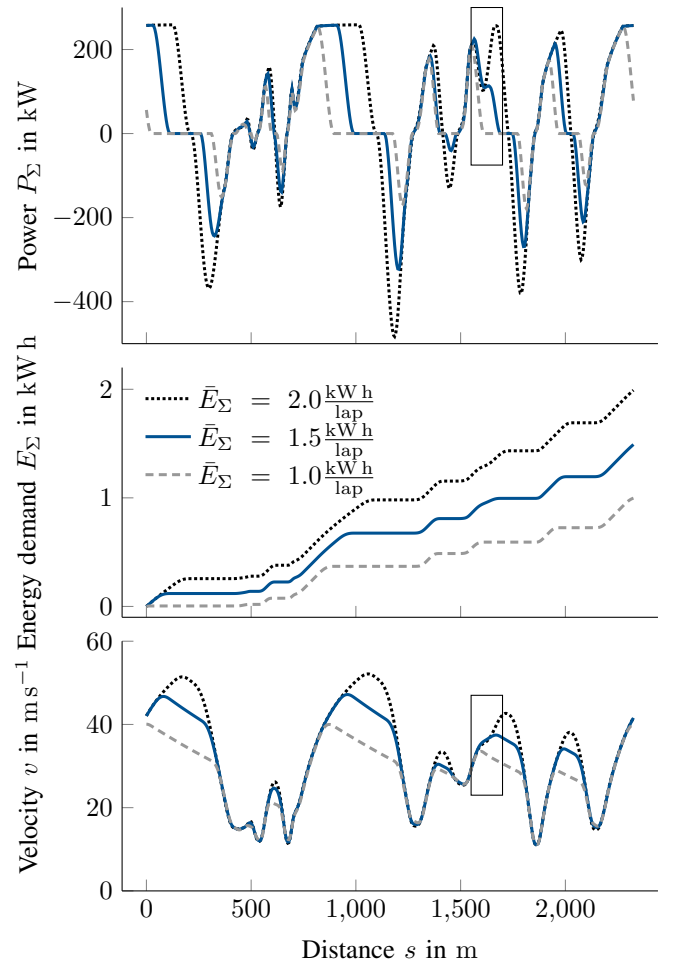 Power P_Σ in kW
200
0
−200
−400
Energy demand E_Σ in kW h
2
1
0
Ē_Σ = 2.0 kW h/lap
Ē_Σ = 1.5 kW h/lap
Ē_Σ = 1.0 kW h/lap
Velocity v in m s⁻¹
60
40
20
0
0 500 1,000 1,500 2,000
Distance s in m